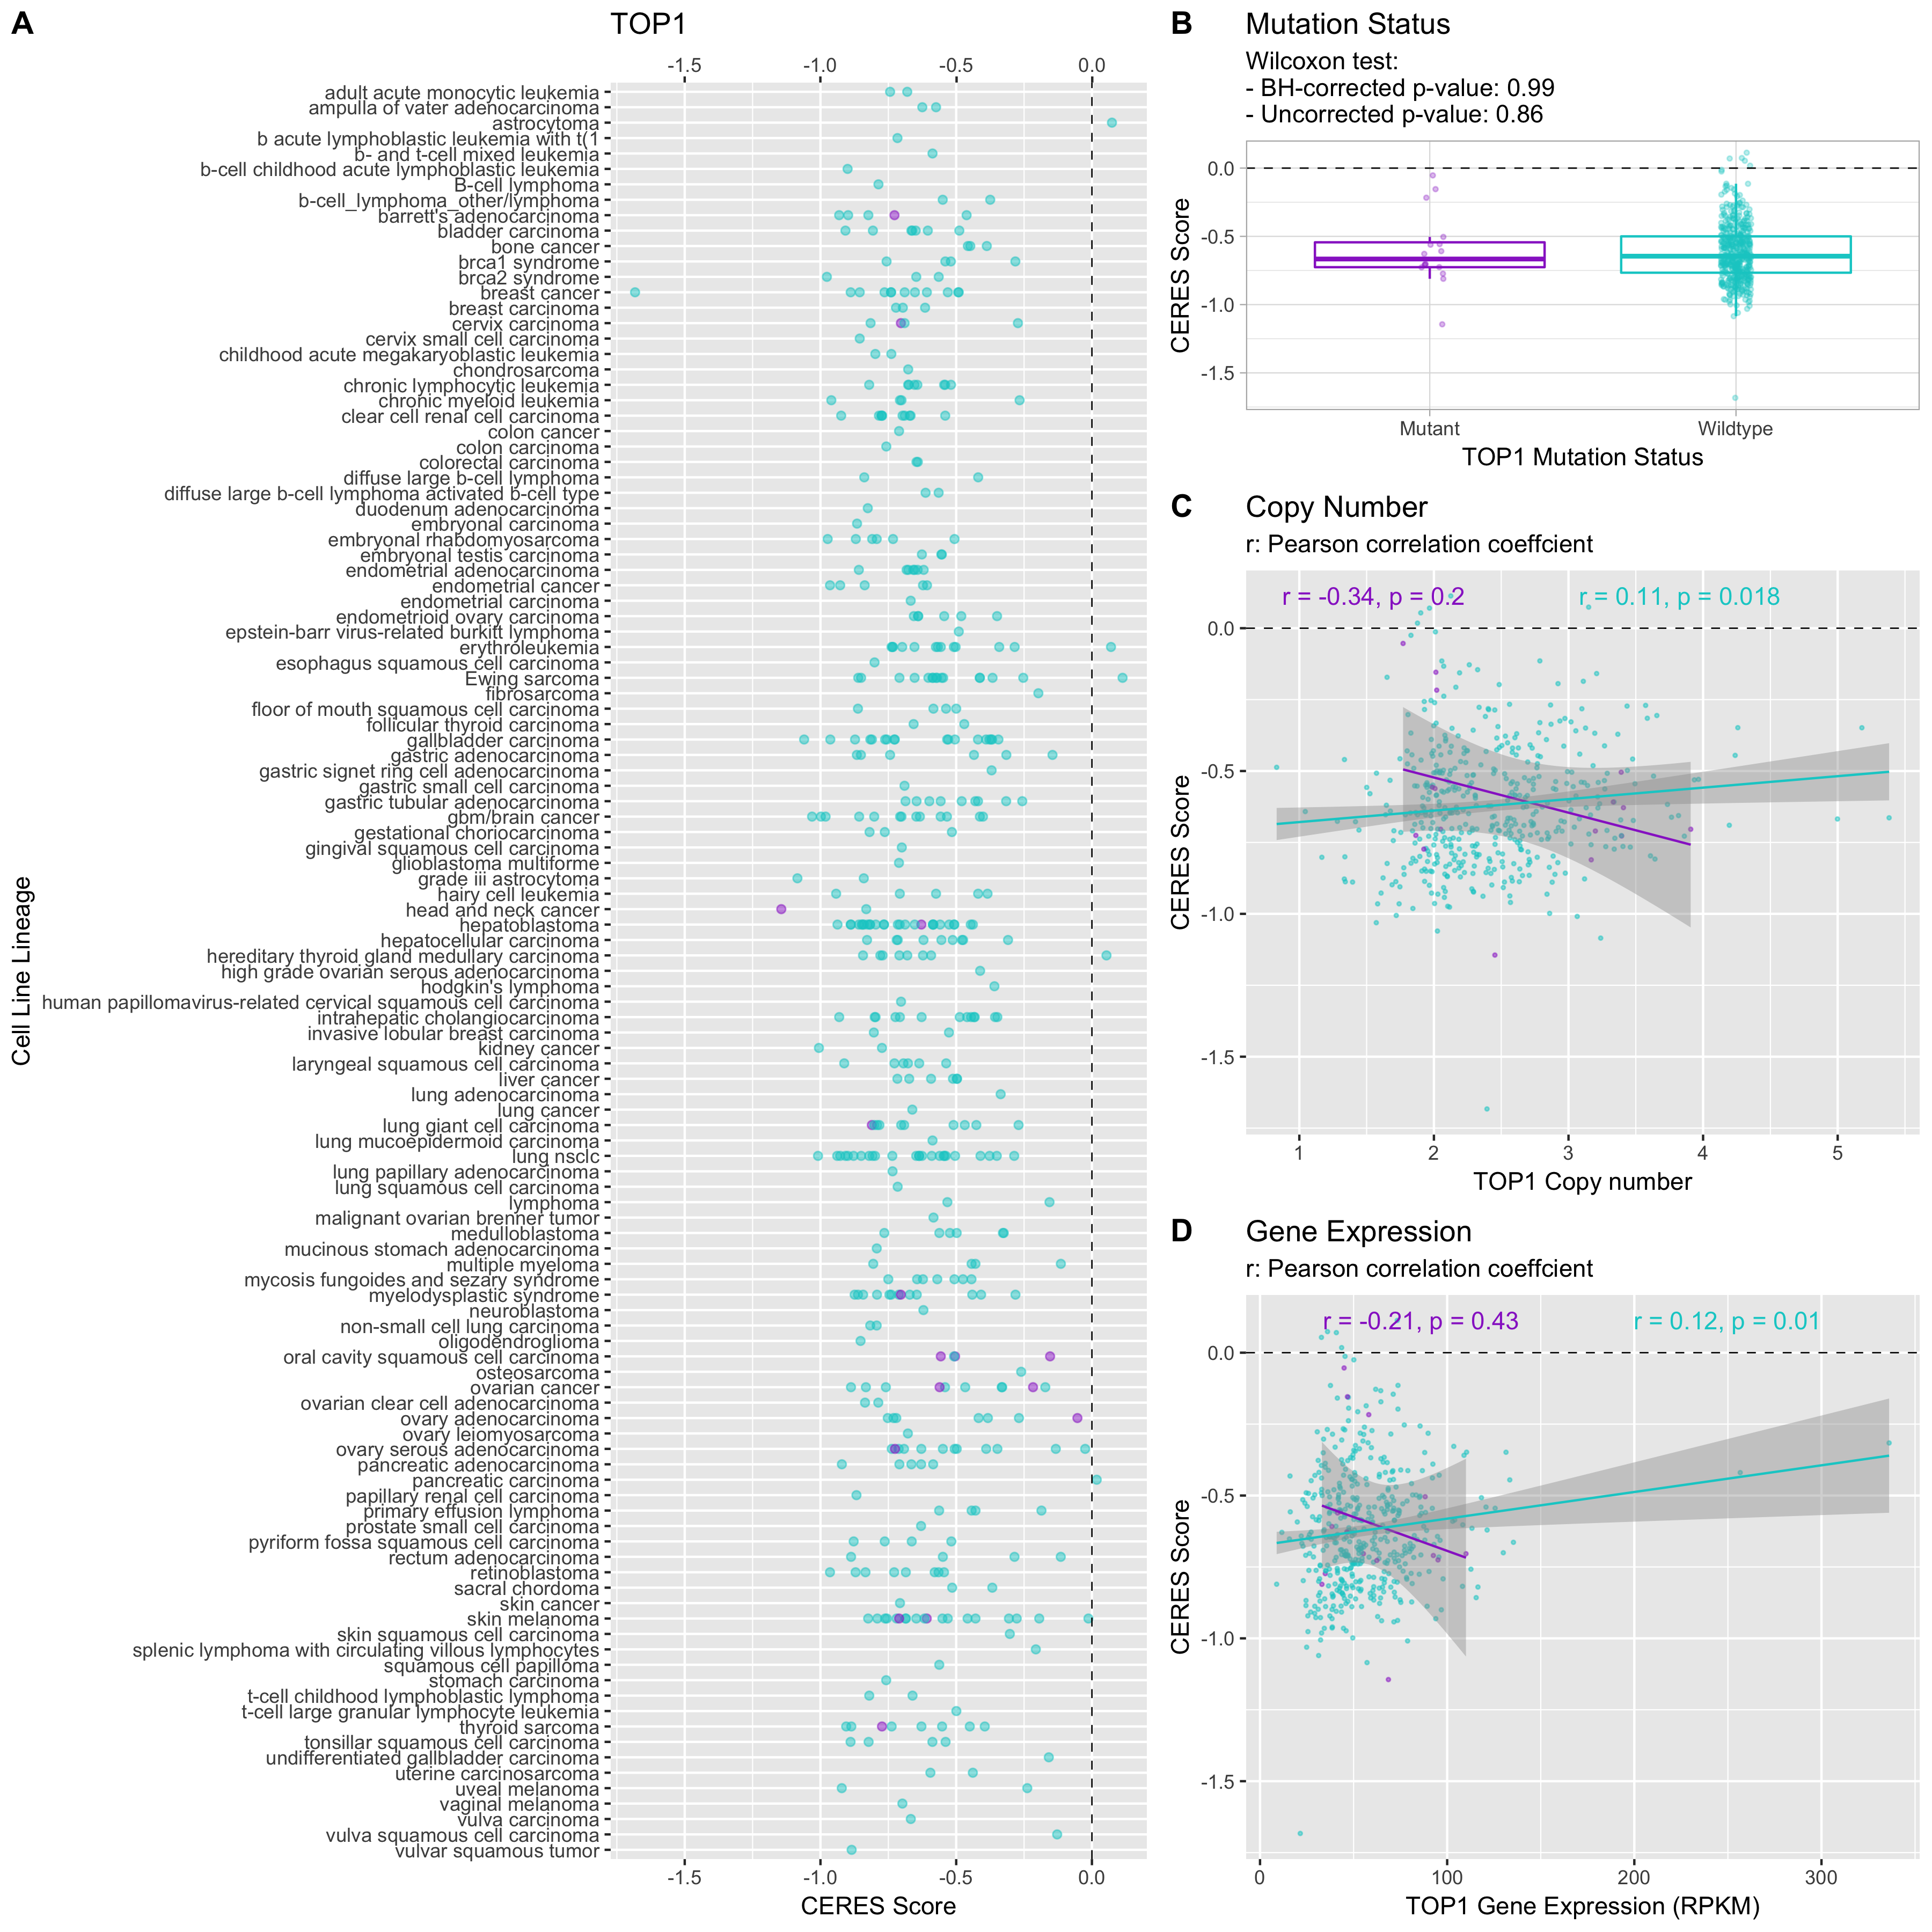 A
TOP1
-1.5 -1.0 -0.5 0.0
Cell Line Lineage
adult acute monocytic leukemia
ampulla of vater adenocarcinoma
astrocytoma
b acute lymphoblastic leukemia with t(1
b- and t-cell mixed leukemia
b-cell childhood acute lymphoblastic leukemia
B-cell lymphoma
b-cell_lymphoma_other/lymphoma
barrett's adenocarcinoma
bladder carcinoma
bone cancer
brca1 syndrome
brca2 syndrome
breast cancer
breast carcinoma
cervix carcinoma
cervix small cell carcinoma
childhood acute megakaryoblastic leukemia
chondrosarcoma
chronic lymphocytic leukemia
chronic myeloid leukemia
clear cell renal cell carcinoma
colon cancer
colon carcinoma
colorectal carcinoma
diffuse large b-cell lymphoma
diffuse large b-cell lymphoma activated b-cell type
duodenum adenocarcinoma
embryonal carcinoma
embryonal rhabdomyosarcoma
embryonal testis carcinoma
endometrial adenocarcinoma
endometrial cancer
endometrial carcinoma
endometrioid ovary carcinoma
epstein-barr virus-related burkitt lymphoma
erythroleukemia
esophagus squamous cell carcinoma
Ewing sarcoma
fibrosarcoma
floor of mouth squamous cell carcinoma
follicular thyroid carcinoma
gallbladder carcinoma
gastric adenocarcinoma
gastric signet ring cell adenocarcinoma
gastric small cell carcinoma
gastric tubular adenocarcinoma
gbm/brain cancer
gestational choriocarcinoma
gingival squamous cell carcinoma
glioblastoma multiforme
grade iii astrocytoma
hairy cell leukemia
head and neck cancer
hepatoblastoma
hepatocellular carcinoma
hereditary thyroid gland medullary carcinoma
high grade ovarian serous adenocarcinoma
hodgkin's lymphoma
human papillomavirus-related cervical squamous cell carcinoma
intrahepatic cholangiocarcinoma
invasive lobular breast carcinoma
kidney cancer
laryngeal squamous cell carcinoma
liver cancer
lung adenocarcinoma
lung cancer
lung giant cell carcinoma
lung mucoepidermoid carcinoma
lung nsclc
lung papillary adenocarcinoma
lung squamous cell carcinoma
lymphoma
malignant ovarian brenner tumor
medulloblastoma
mucinous stomach adenocarcinoma
multiple myeloma
mycosis fungoides and sezary syndrome
myelodysplastic syndrome
neuroblastoma
non-small cell lung carcinoma
oligodendroglioma
oral cavity squamous cell carcinoma
osteosarcoma
ovarian cancer
ovarian clear cell adenocarcinoma
ovary adenocarcinoma
ovary leiomyosarcoma
ovary serous adenocarcinoma
pancreatic adenocarcinoma
pancreatic carcinoma
papillary renal cell carcinoma
primary effusion lymphoma
prostate small cell carcinoma
pyriform fossa squamous cell carcinoma
rectum adenocarcinoma
retinoblastoma
sacral chordoma
skin cancer
skin melanoma
skin squamous cell carcinoma
splenic lymphoma with circulating villous lymphocytes
squamous cell papilloma
stomach carcinoma
t-cell childhood lymphoblastic lymphoma
t-cell large granular lymphocyte leukemia
thyroid sarcoma
tonsillar squamous cell carcinoma
undifferentiated gallbladder carcinoma
uterine carcinosarcoma
uveal melanoma
vaginal melanoma
vulva carcinoma
vulva squamous cell carcinoma
vulvar squamous tumor
-1.5 -1.0 -0.5 0.0
CERES Score
B
Mutation Status
Wilcoxon test:
- BH-corrected p-value: 0.99
- Uncorrected p-value: 0.86
CERES Score
0.0
-0.5
-1.0
-1.5
Mutant Wildtype
TOP1 Mutation Status
C
Copy Number
r: Pearson correlation coeffcient
r = -0.34, p = 0.2 r = 0.11, p = 0.018
CERES Score
0.0
-0.5
-1.0
-1.5
1 2 3 4 5
TOP1 Copy number
D
Gene Expression
r: Pearson correlation coeffcient
r = -0.21, p = 0.43 r = 0.12, p = 0.01
CERES Score
0.0
-0.5
-1.0
-1.5
0 100 200 300
TOP1 Gene Expression (RPKM)